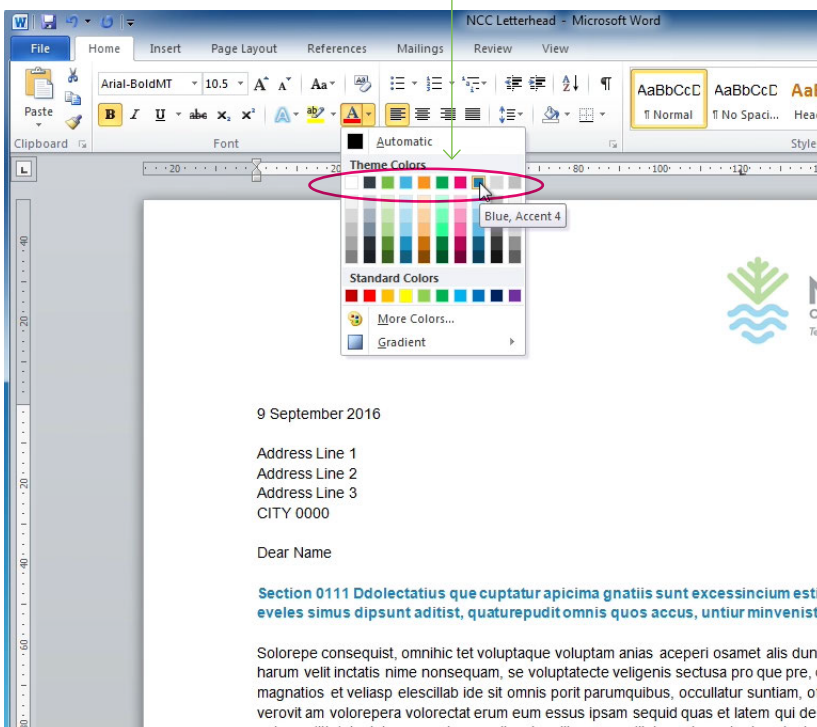 NCC Letterhead - Microsoft Word
File Home Insert Page Layout References Mailings Review View
Paste
Arial-BoldMT 10.5 A A Aa
B I U abc x₂ x² A ab A
AaBbCcD AaBbCcD
¶ Normal ¶ No Spaci...
Clipboard Font
Automatic
Theme Colors
Blue, Accent 4
Standard Colors
More Colors...
Gradient
9 September 2016
Address Line 1
Address Line 2
Address Line 3
CITY 0000
Dear Name
Section 0111 Ddolectatius que cuptatur apicima gnatiis sunt excessincium
eveles simus dipsunt aditist, quaturepudit omnis quos accus, untiur
Solorepe consequist, omnihic tet voluptaque voluptam anias aceperi osamet alis
harum velit inctatis nime nonsequam, se voluptatecte veligenis sectusa pro que pre,
magnatios et veliasp elescillab ide sit omnis porit parumquibus, occullatur suntiam,
verovit am volorepera volorectat erum eum essus ipsam sequid quas et latem qui